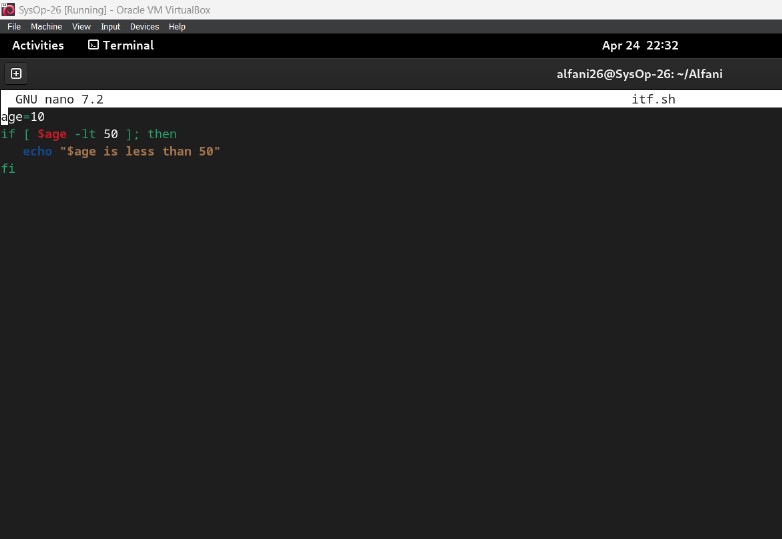 SysOp-26 [Running] - Oracle VM VirtualBox
File Machine View Input Devices Help
Activities Terminal Apr 24 22:32
alfani26@SysOp-26: ~/Alfani
GNU nano 7.2 itf.sh
age=10
if [ $age -lt 50 ]; then
   echo "$age is less than 50"
fi